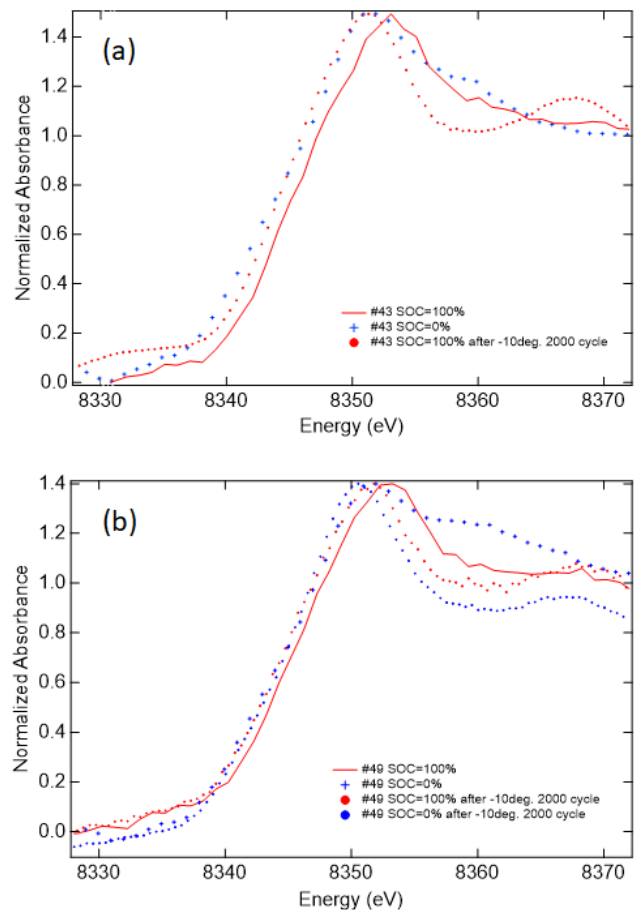 (a)
Normalized Absorbance
1.4
1.2
1.0
0.8
0.6
0.4
0.2
0.0
#43 SOC=100%
#43 SOC=0%
#43 SOC=100% after -10deg. 2000 cycle
8330 8340 8350 8360 8370
Energy (eV)
(b)
Normalized Absorbance
1.4
1.2
1.0
0.8
0.6
0.4
0.2
0.0
#49 SOC=100%
#49 SOC=0%
#49 SOC=100% after -10deg. 2000 cycle
#49 SOC=0% after -10deg. 2000 cycle
8330 8340 8350 8360 8370
Energy (eV)